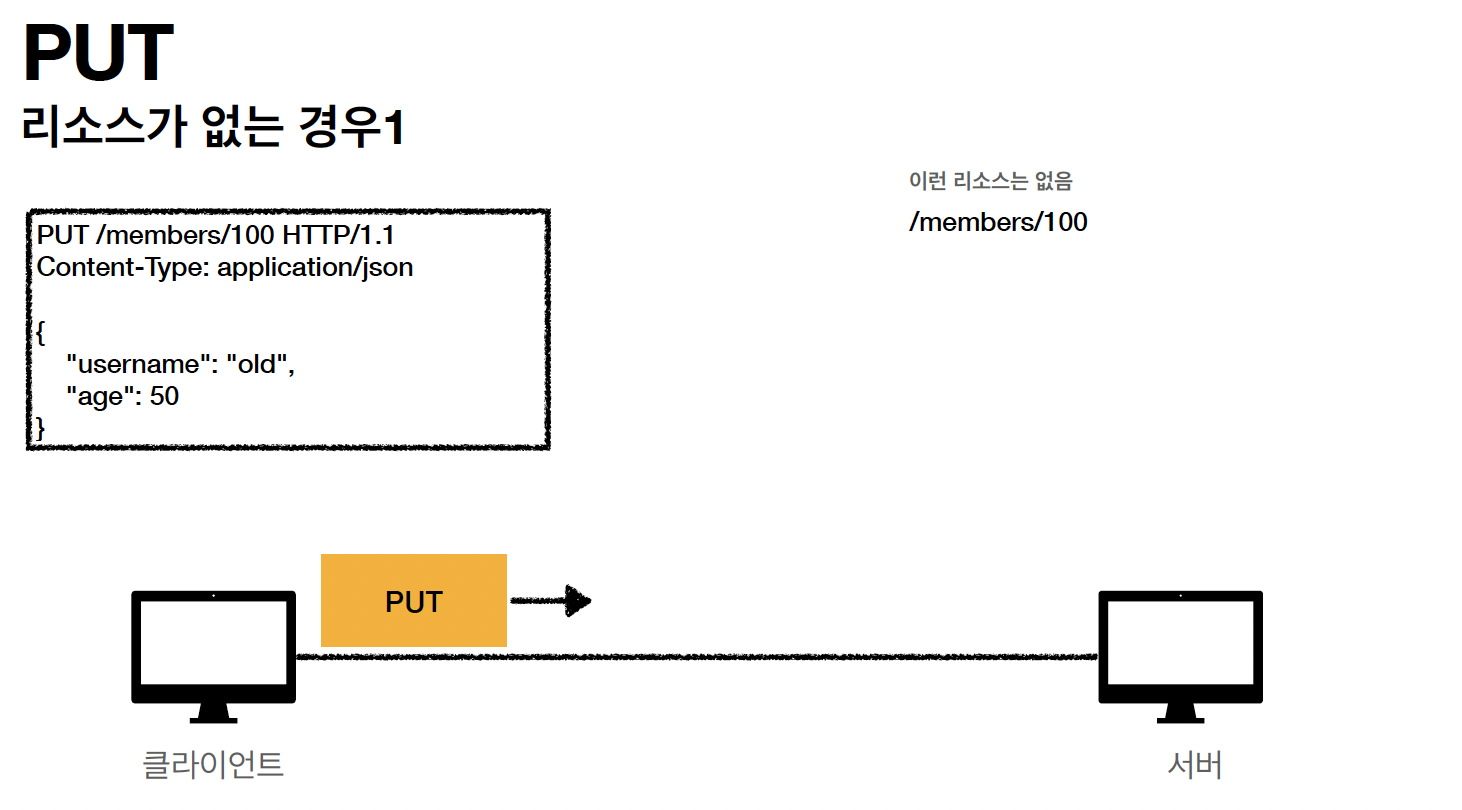 PUT
리소스가 없는 경우1
이런 리소스는 없음
/members/100
PUT /members/100 HTTP/1.1
Content-Type: application/json
{
"username": "old",
"age": 50
}
PUT
클라이언트
서버